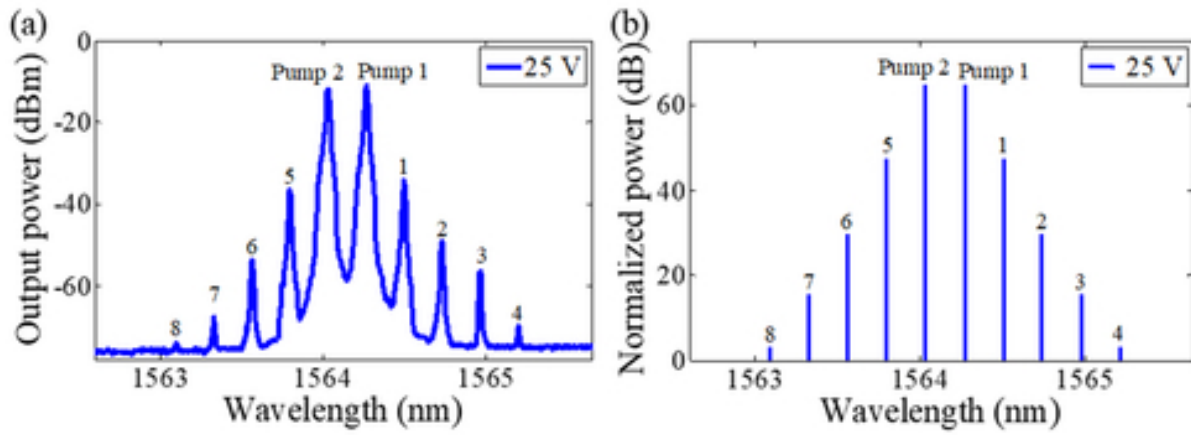 (a)
Output power (dBm)
0
-20
-40
-60
25 V
Pump 2
Pump 1
5
1
6
2
3
7
4
8
1563
1564
1565
Wavelength (nm)
(b)
Normalized power (dB)
60
40
20
0
25 V
Pump 2
Pump 1
5
1
6
2
7
3
8
4
1563
1564
1565
Wavelength (nm)